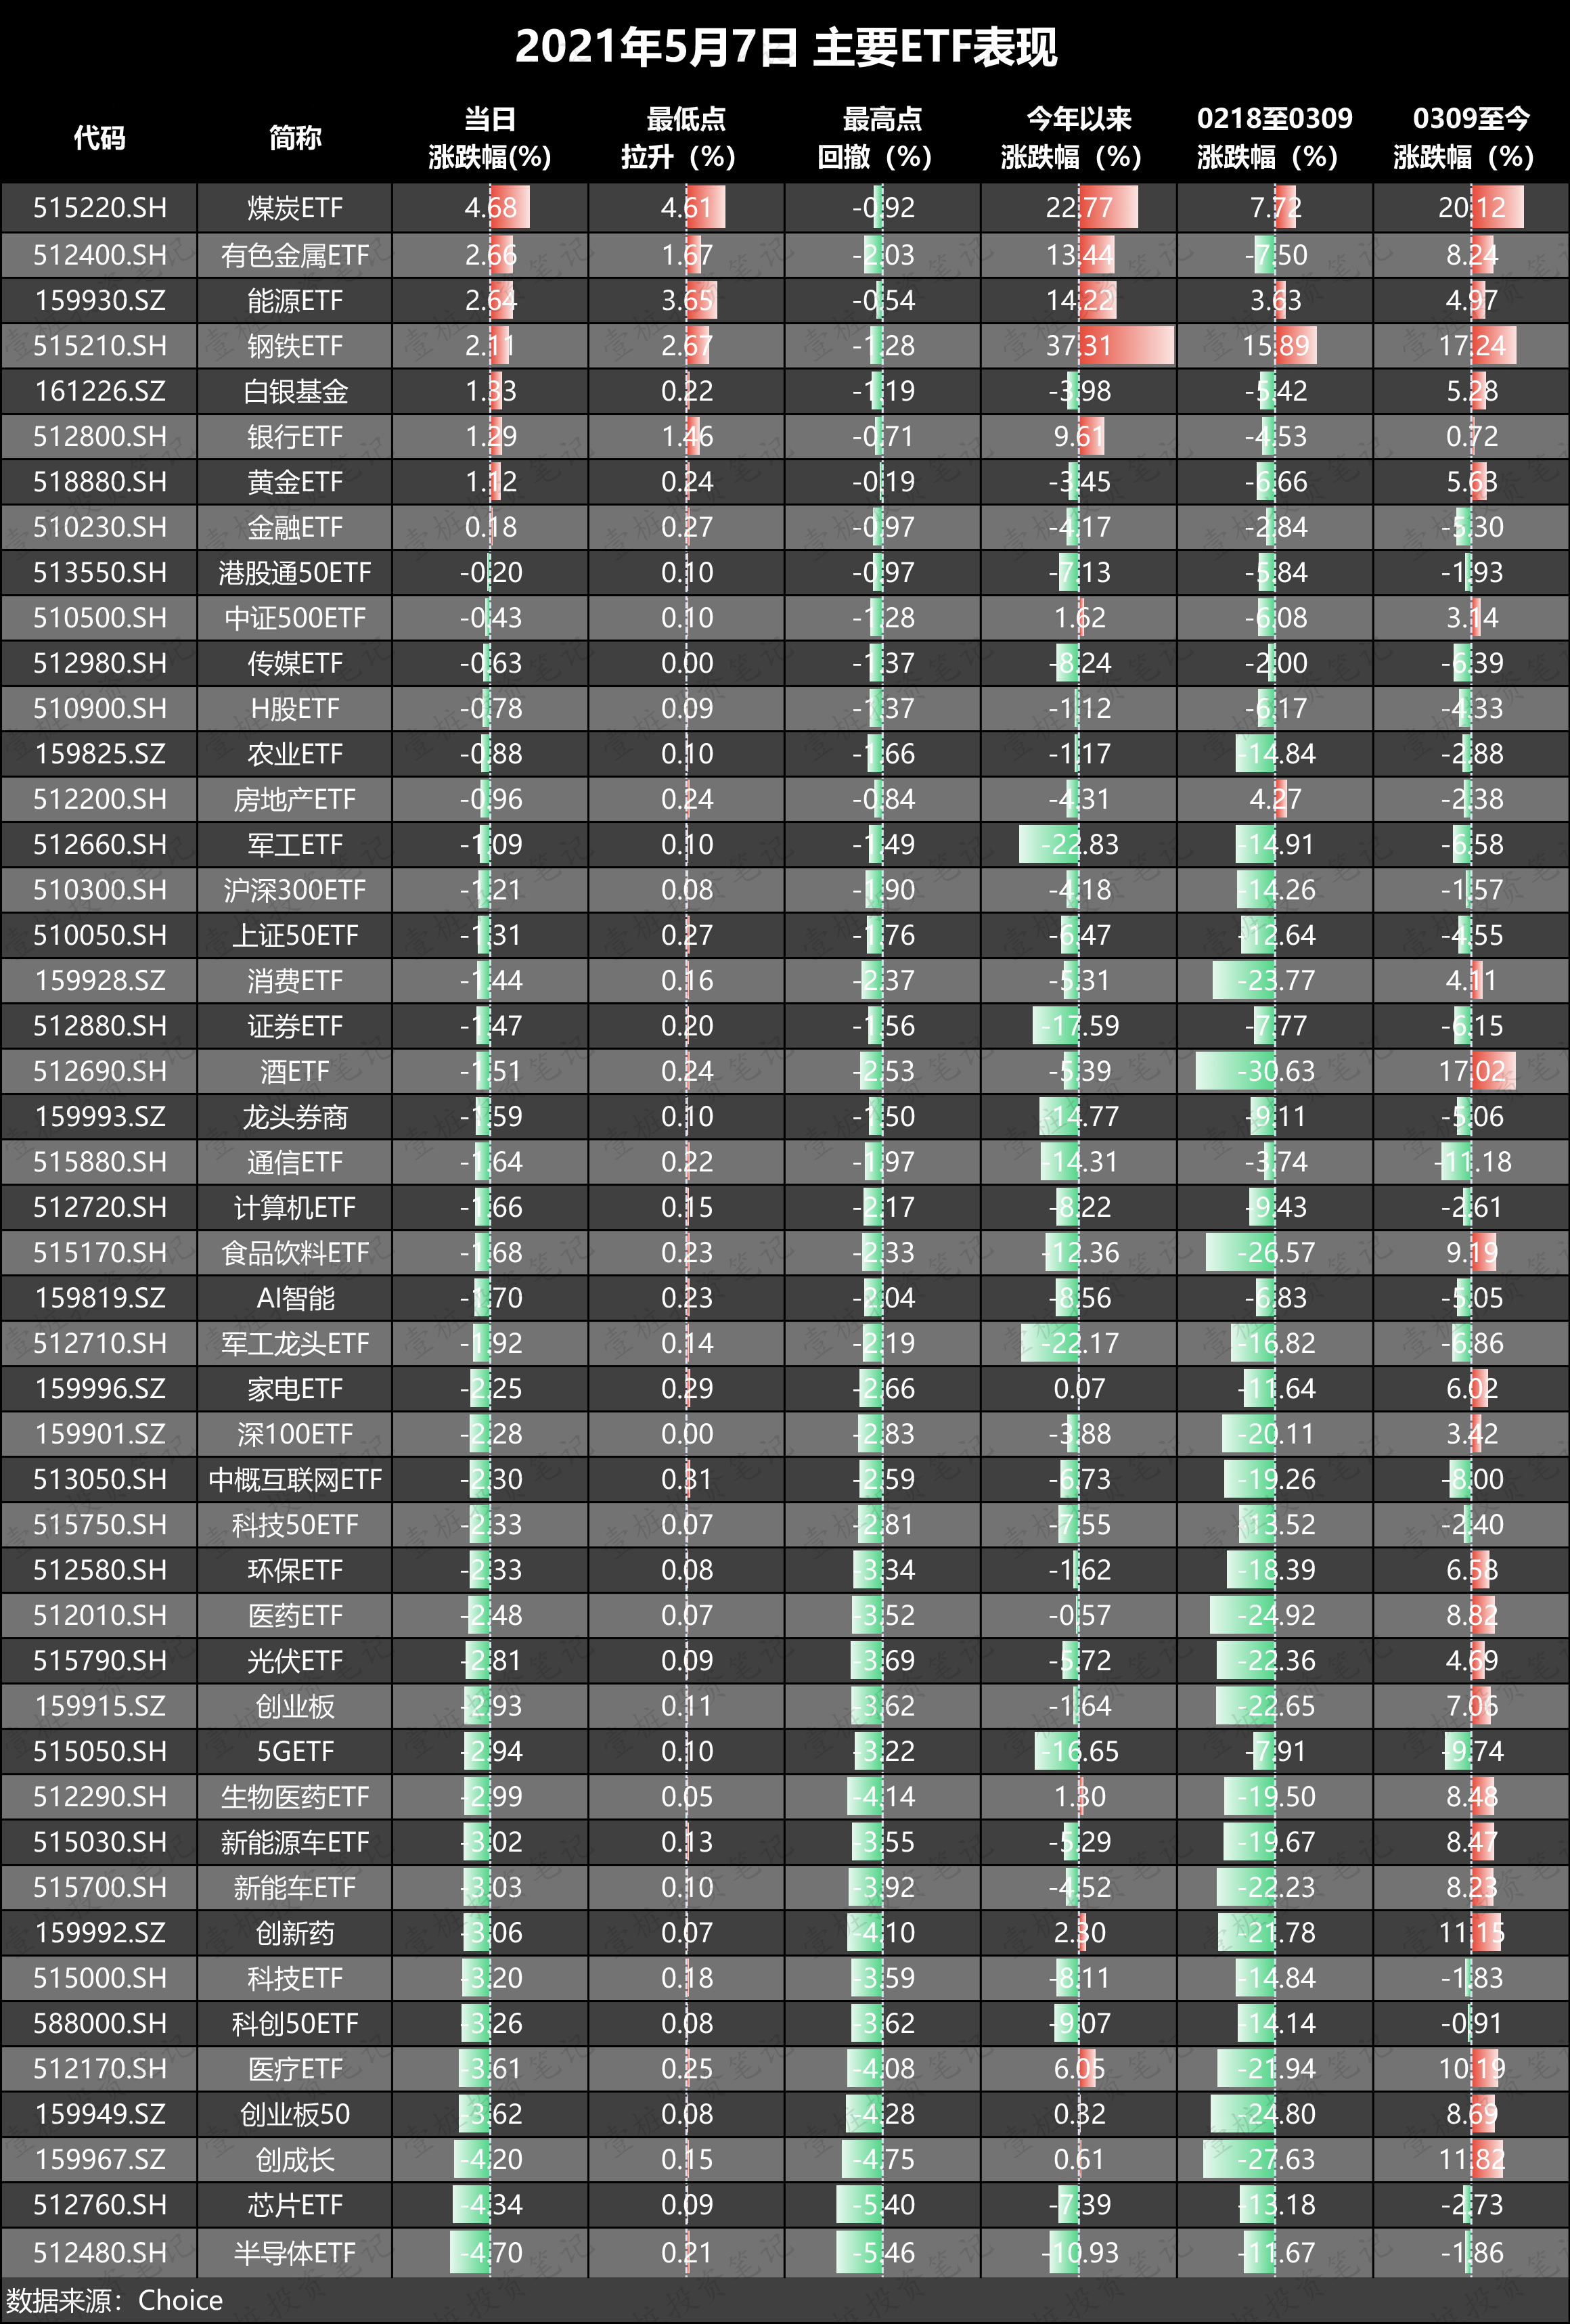 2021年5月7日 主要ETF表现
代码 简称 当日涨跌幅(%) 最低点拉升（%） 最高点回撤（%） 今年以来涨跌幅（%） 0218至0309涨跌幅（%） 0309至今涨跌幅（%）
515220.SH 煤炭ETF 4.68 4.61 -0.92 22.77 7.72 20.12
512400.SH 有色金属ETF 2.66 1.67 -2.03 13.44 -7.50 8.24
159930.SZ 能源ETF 2.64 3.65 -0.54 14.22 3.63 4.97
515210.SH 钢铁ETF 2.11 2.67 -1.28 37.31 15.89 17.24
161226.SZ 白银基金 1.33 0.22 -1.19 -3.98 -5.42 5.28
512800.SH 银行ETF 1.29 1.46 -0.71 9.61 -4.53 0.72
518880.SH 黄金ETF 1.12 0.24 -0.19 -3.45 -6.66 5.63
510230.SH 金融ETF 0.18 0.27 -0.97 -4.17 -2.84 -5.30
513550.SH 港股通50ETF -0.20 0.10 -0.97 -7.13 -5.84 -1.93
510500.SH 中证500ETF -0.43 0.10 -1.28 1.62 -6.08 3.14
512980.SH 传媒ETF -0.63 0.00 -1.37 -8.24 -2.00 -6.39
510900.SH H股ETF -0.78 0.09 -1.37 -1.12 -6.17 -4.33
159825.SZ 农业ETF -0.88 0.10 -1.66 -1.17 -14.84 -2.88
512200.SH 房地产ETF -0.96 0.24 -0.84 -4.31 4.27 -2.38
512660.SH 军工ETF -1.09 0.10 -1.49 -22.83 -14.91 -6.58
510300.SH 沪深300ETF -1.21 0.08 -1.90 -4.18 -14.26 -1.57
510050.SH 上证50ETF -1.31 0.27 -1.76 -6.47 -12.64 -4.55
159928.SZ 消费ETF -1.44 0.16 -2.37 -5.31 -23.77 4.11
512880.SH 证券ETF -1.47 0.20 -1.56 -17.59 -7.77 -6.15
512690.SH 酒ETF -1.51 0.24 -2.53 -5.39 -30.63 17.02
159993.SZ 龙头券商 -1.59 0.10 -1.50 -14.77 -9.11 -5.06
515880.SH 通信ETF -1.64 0.22 -1.97 -14.31 -3.74 -11.18
512720.SH 计算机ETF -1.66 0.15 -2.17 -8.22 -9.43 -2.61
515170.SH 食品饮料ETF -1.68 0.23 -2.33 -12.36 -26.57 9.19
159819.SZ AI智能 -1.70 0.23 -2.04 -8.56 -6.83 -5.05
512710.SH 军工龙头ETF -1.92 0.14 -2.19 -22.17 -16.82 -6.86
159996.SZ 家电ETF -2.25 0.29 -2.66 0.07 -11.64 6.02
159901.SZ 深100ETF -2.28 0.00 -2.83 -3.88 -20.11 3.42
513050.SH 中概互联网ETF -2.30 0.31 -2.59 -6.73 -19.26 -8.00
515750.SH 科技50ETF -2.33 0.07 -2.81 -7.55 -13.52 -2.40
512580.SH 环保ETF -2.33 0.08 -3.34 -1.62 -18.39 6.58
512010.SH 医药ETF -2.48 0.07 -3.52 -0.57 -24.92 8.82
515790.SH 光伏ETF -2.81 0.09 -3.69 -5.72 -22.36 4.69
159915.SZ 创业板 -2.93 0.11 -3.62 -1.64 -22.65 7.06
515050.SH 5GETF -2.94 0.10 -3.22 -16.65 -7.91 -9.74
512290.SH 生物医药ETF -2.99 0.05 -4.14 1.30 -19.50 8.48
515030.SH 新能源车ETF -3.02 0.13 -3.55 -5.29 -19.67 8.47
515700.SH 新能车ETF -3.03 0.10 -3.92 -4.52 -22.23 8.23
159992.SZ 创新药 -3.06 0.07 -4.10 2.30 -21.78 11.15
515000.SH 科技ETF -3.20 0.18 -3.59 -8.11 -14.84 -1.83
588000.SH 科创50ETF -3.26 0.08 -3.62 -9.07 -14.14 -0.91
512170.SH 医疗ETF -3.61 0.25 -4.08 6.05 -21.94 10.19
159949.SZ 创业板50 -3.62 0.08 -4.28 0.32 -24.80 8.69
159967.SZ 创成长 -4.20 0.15 -4.75 0.61 -27.63 11.82
512760.SH 芯片ETF -4.34 0.09 -5.40 -7.39 -13.18 -2.73
512480.SH 半导体ETF -4.70 0.21 -5.46 -10.93 -11.67 -1.86
数据来源：Choice
壹桩投资笔记